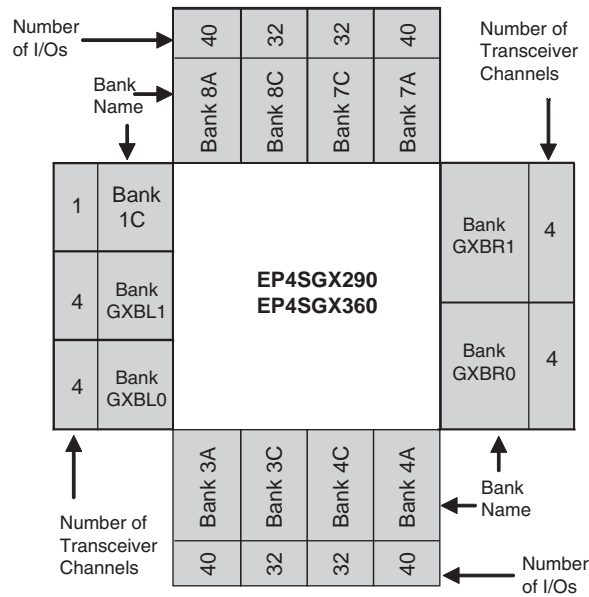 Number
of I/Os
40
32
32
40
Number of
Transceiver
Channels
Bank
Name
Bank 8A
Bank 8C
Bank 7C
Bank 7A
1
Bank
1C
4
Bank
GXBL1
4
Bank
GXBL0
EP4SGX290
EP4SGX360
Bank
GXBR1
4
Bank
GXBR0
4
Bank 3A
Bank 3C
Bank 4C
Bank 4A
Bank
Name
Number of
Transceiver
Channels
40
32
32
40
Number
of I/Os